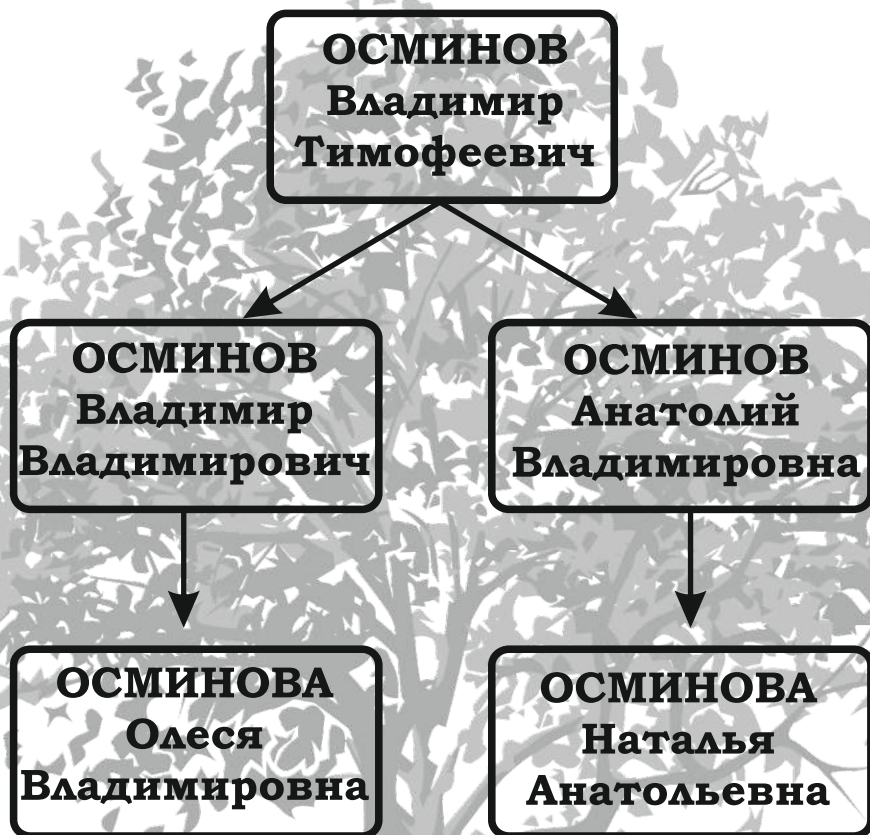 ОСМИНОВ
Владимир
Тимофеевич
ОСМИНОВ
Владимир
Владимирович
ОСМИНОВ
Анатолий
Владимировна
ОСМИНОВА
Олеся
Владимировна
ОСМИНОВА
Наталья
Анатольевна